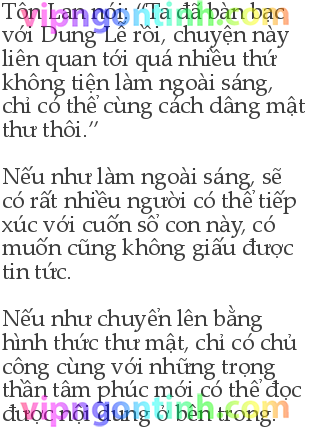 Tôn Lan nói, “Ta đã bàn bạc
với Dung Lê rồi, chuyện này
liên quan tới quá nhiều thứ
không tiện làm ngoài sáng,
chỉ có thể cùng cách dâng mật
thư thôi.”
Nếu như làm ngoài sáng, sẽ
có rất nhiều người có thể tiếp
xúc với cuốn sổ con này, có
muốn cũng không giấu được
tin tức.
Nếu như chuyển lên bằng
hình thức thư mật, chỉ có chủ
công cùng với những trọng
thần tâm phúc mới có thể đọc
được nội dung ở bên trong.
vipngontinh.com
vipngontinh.com